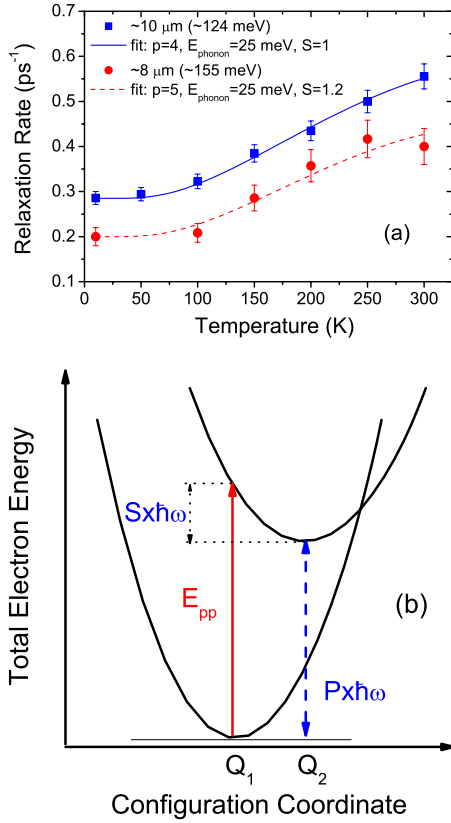 ~10 μm (~124 meV)
fit: p=4, E_phonon=25 meV, S=1
~8 μm (~155 meV)
fit: p=5, E_phonon=25 meV, S=1.2
Relaxation Rate (ps⁻¹)
0.7
0.6
0.5
0.4
0.3
0.2
0.1
(a)
0 50 100 150 200 250 300
Temperature (K)
Total Electron Energy
Sxħω
E_pp
(b)
Pxħω
Q₁ Q₂
Configuration Coordinate